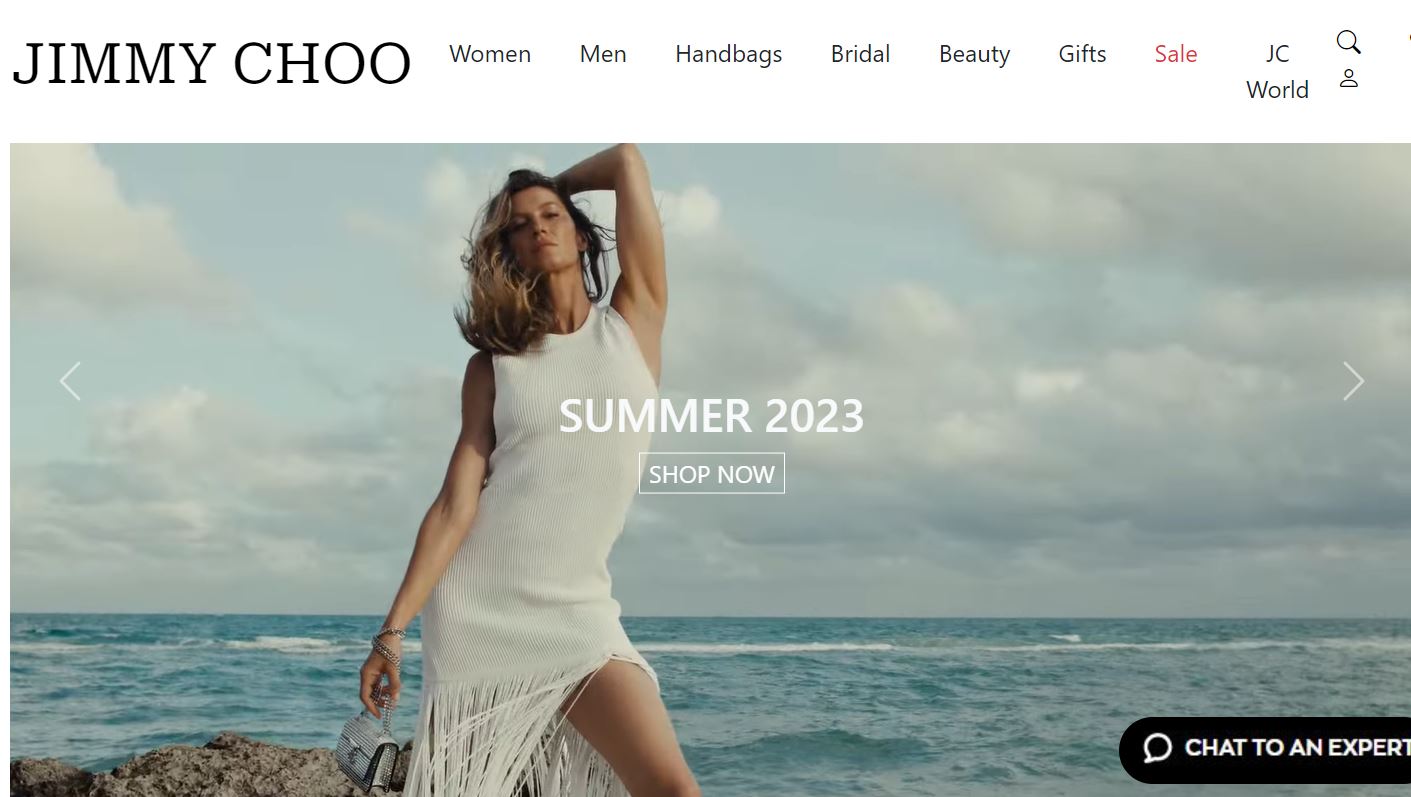 JIMMY CHOO
Women
Men
Handbags
Bridal
Beauty
Gifts
Sale
JC
World
SUMMER 2023
SHOP NOW
CHAT TO AN EXPERT